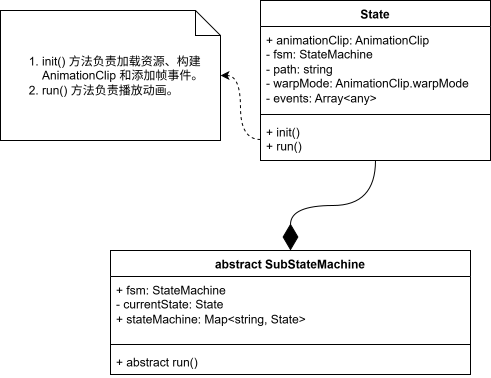 1. init() 方法负责加载资源、构建
AnimationClip 和添加帧事件。
2. run() 方法负责播放动画。
State
+ animationClip: AnimationClip
- fsm: StateMachine
- path: string
- warpMode: AnimationClip.warpMode
- events: Array<any>
+ init()
+ run()
abstract SubStateMachine
+ fsm: StateMachine
- currentState: State
+ stateMachine: Map<string, State>
+ abstract run()